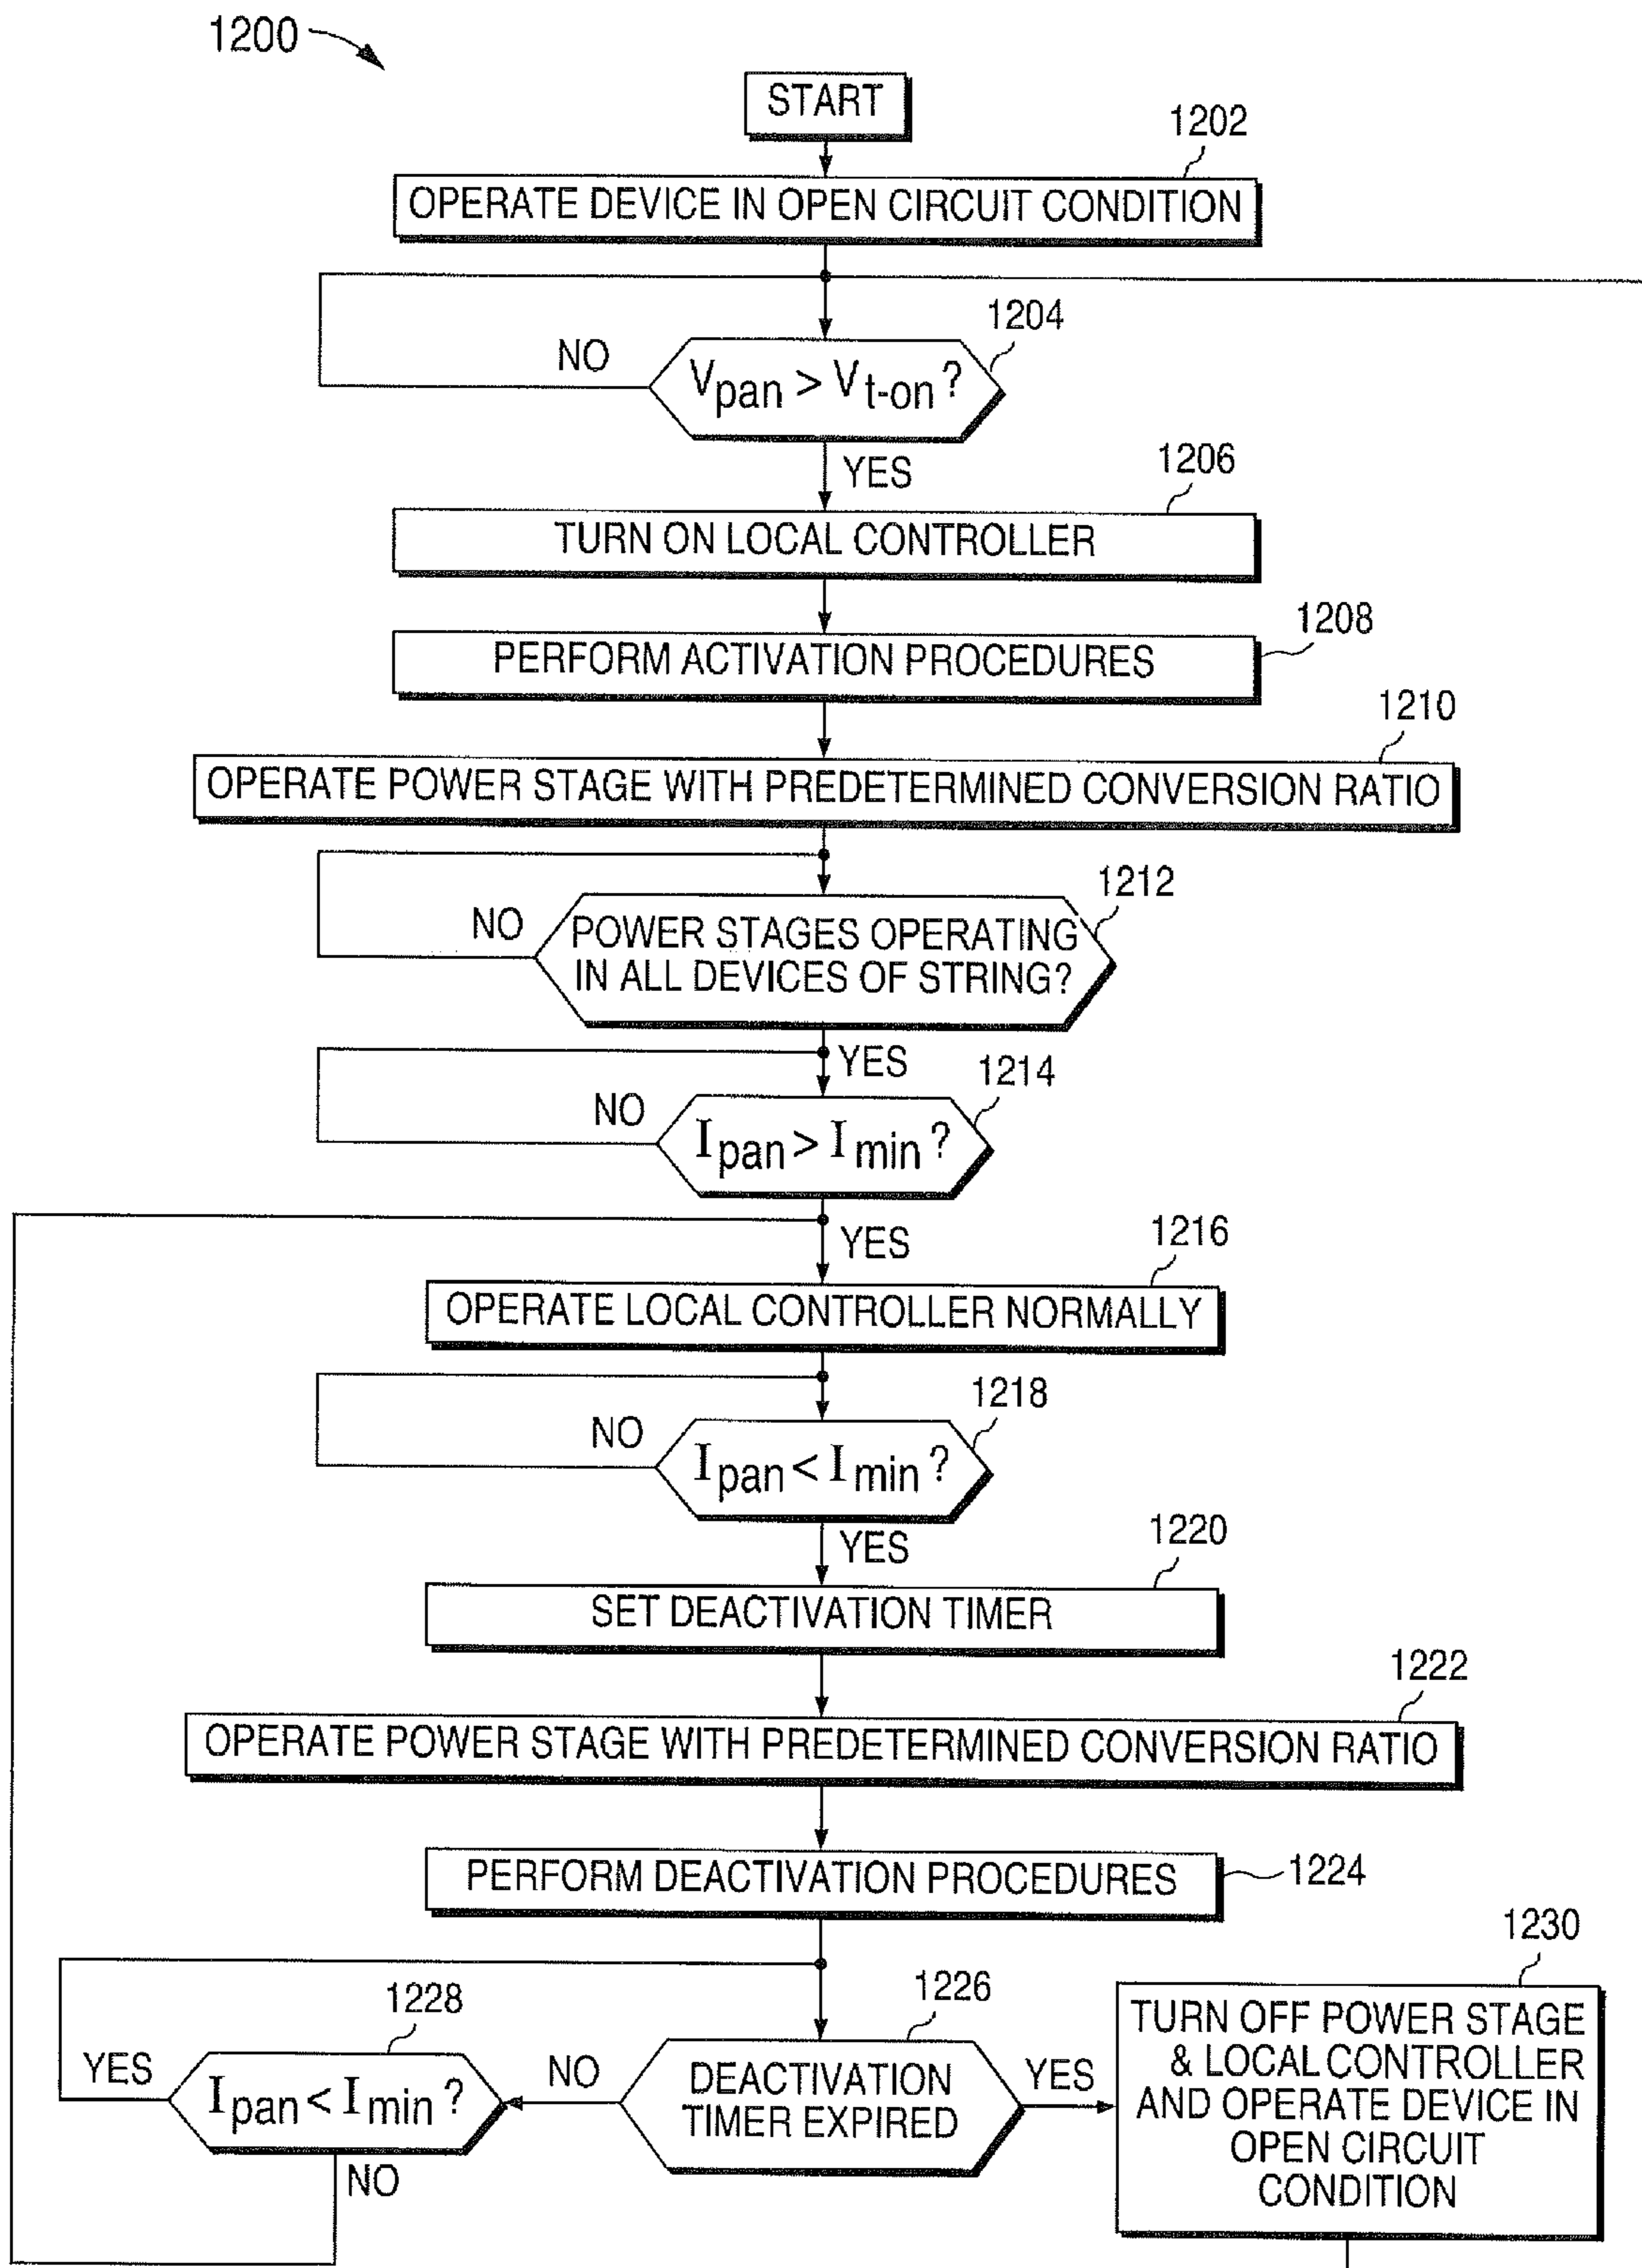 1200
START
1202
OPERATE DEVICE IN OPEN CIRCUIT CONDITION
1204
NO
Vpan > Vt-on ?
YES
1206
TURN ON LOCAL CONTROLLER
1208
PERFORM ACTIVATION PROCEDURES
1210
OPERATE POWER STAGE WITH PREDETERMINED CONVERSION RATIO
1212
NO
POWER STAGES OPERATING
IN ALL DEVICES OF STRING?
YES
1214
NO
Ipan > Imin ?
YES
1216
OPERATE LOCAL CONTROLLER NORMALLY
1218
NO
Ipan < Imin ?
YES
1220
SET DEACTIVATION TIMER
1222
OPERATE POWER STAGE WITH PREDETERMINED CONVERSION RATIO
PERFORM DEACTIVATION PROCEDURES
1224
1228
YES
Ipan < Imin ?
NO
NO
1226
DEACTIVATION
TIMER EXPIRED
YES
1230
TURN OFF POWER STAGE
& LOCAL CONTROLLER
AND OPERATE DEVICE IN
OPEN CIRCUIT
CONDITION